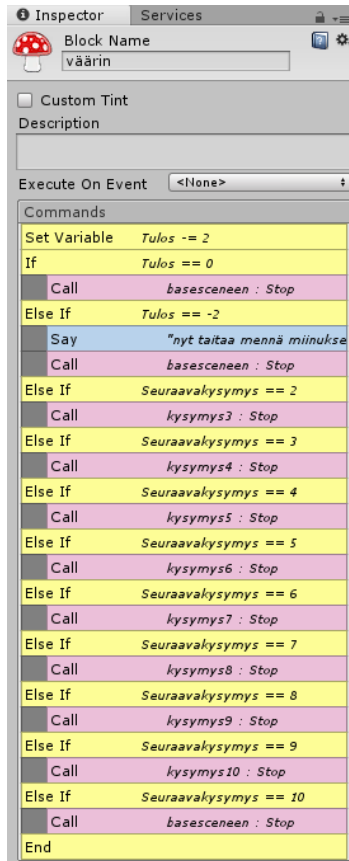 Inspector Services
Block Name
väärin
Custom Tint
Description
Execute On Event <None>
Commands
Set Variable Tulos -= 2
If Tulos == 0
Call basesceneen : Stop
Else If Tulos == -2
Say "nyt taitaa mennä miinukse
Call basesceneen : Stop
Else If Seuraavakysymys == 2
Call kysymys3 : Stop
Else If Seuraavakysymys == 3
Call kysymys4 : Stop
Else If Seuraavakysymys == 4
Call kysymys5 : Stop
Else If Seuraavakysymys == 5
Call kysymys6 : Stop
Else If Seuraavakysymys == 6
Call kysymys7 : Stop
Else If Seuraavakysymys == 7
Call kysymys8 : Stop
Else If Seuraavakysymys == 8
Call kysymys9 : Stop
Else If Seuraavakysymys == 9
Call kysymys10 : Stop
Else If Seuraavakysymys == 10
Call basesceneen : Stop
End